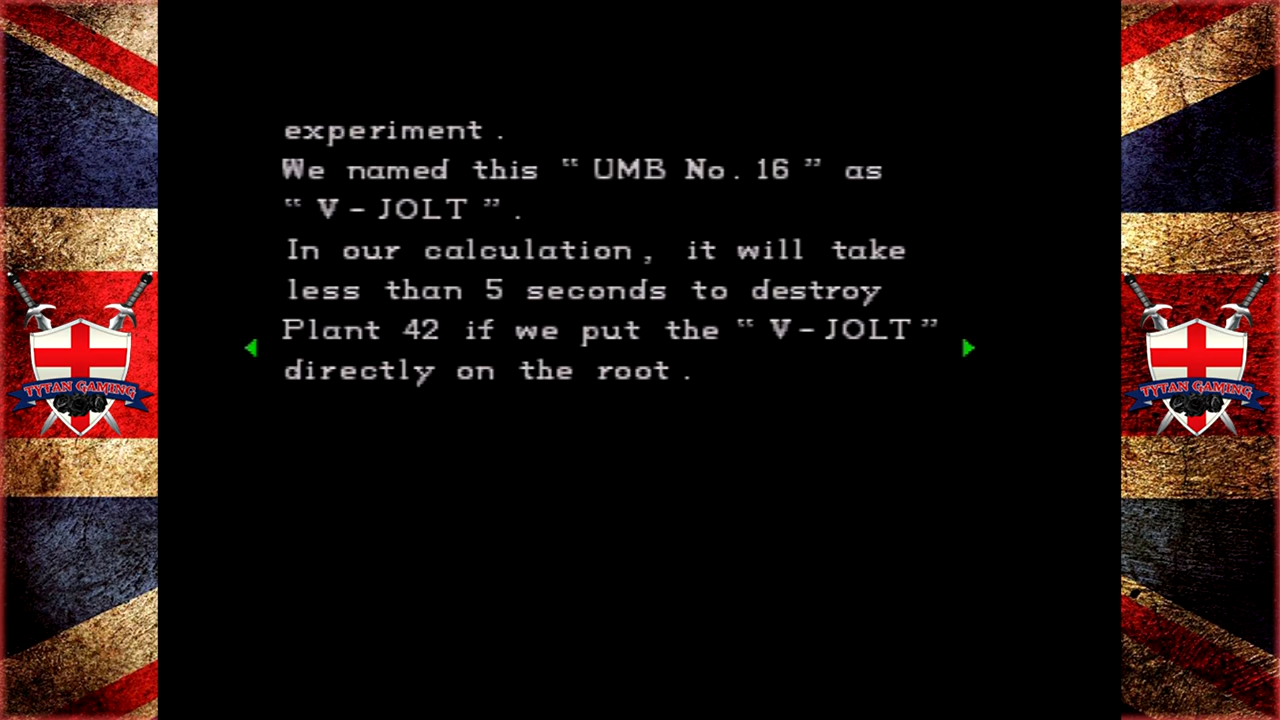 experiment.
We named this “UMB No.16” as
“V-JOLT”.
In our calculation, it will take
less than 5 seconds to destroy
Plant 42 if we put the “V-JOLT”
directly on the root.
TYTAN GAMING
TYTAN GAMING